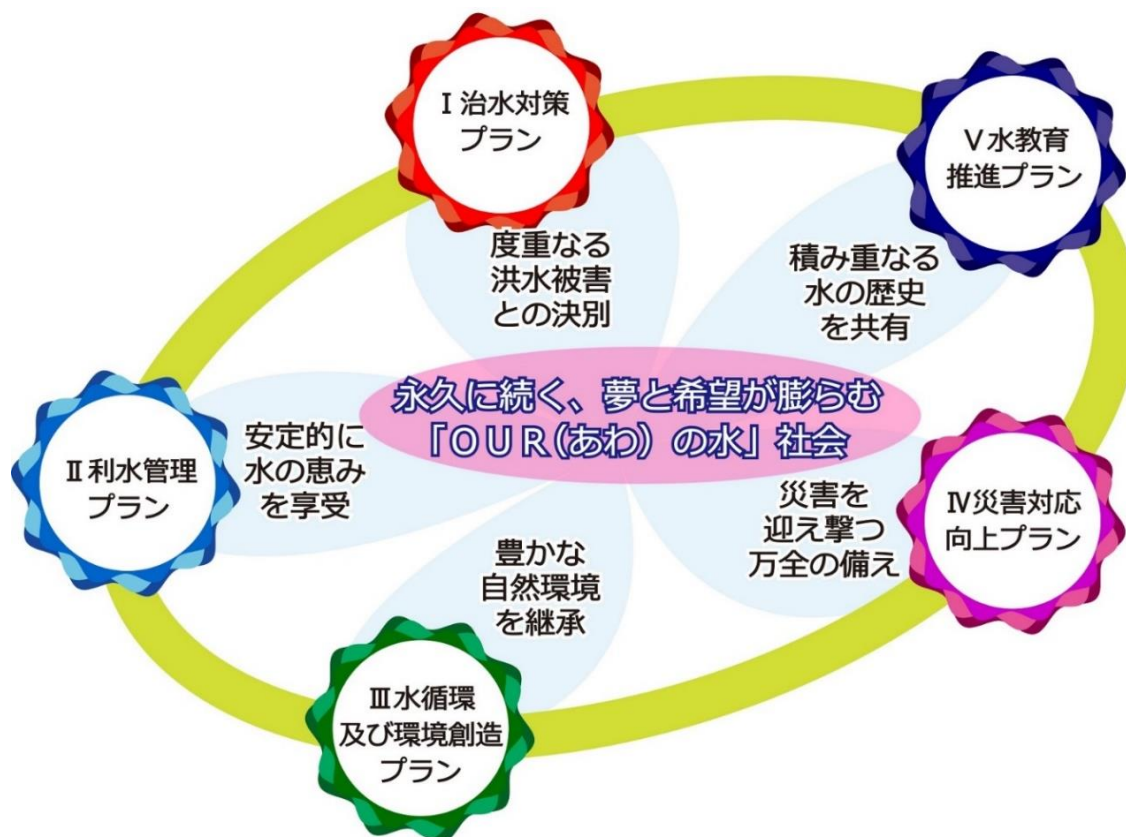 Ⅰ治水対策
プラン
度重なる
洪水被害
との決別
Ⅴ水教育
推進プラン
積み重なる
水の歴史
を共有
永久に続く、夢と希望が膨らむ
「ＯＵＲ(あわ）の水」社会
Ⅱ利水管理
プラン
安定的に
水の恵み
を享受
Ⅳ災害対応
向上プラン
災害を
迎え撃つ
万全の備え
豊かな
自然環境
を継承
Ⅲ水循環
及び環境創造
プラン